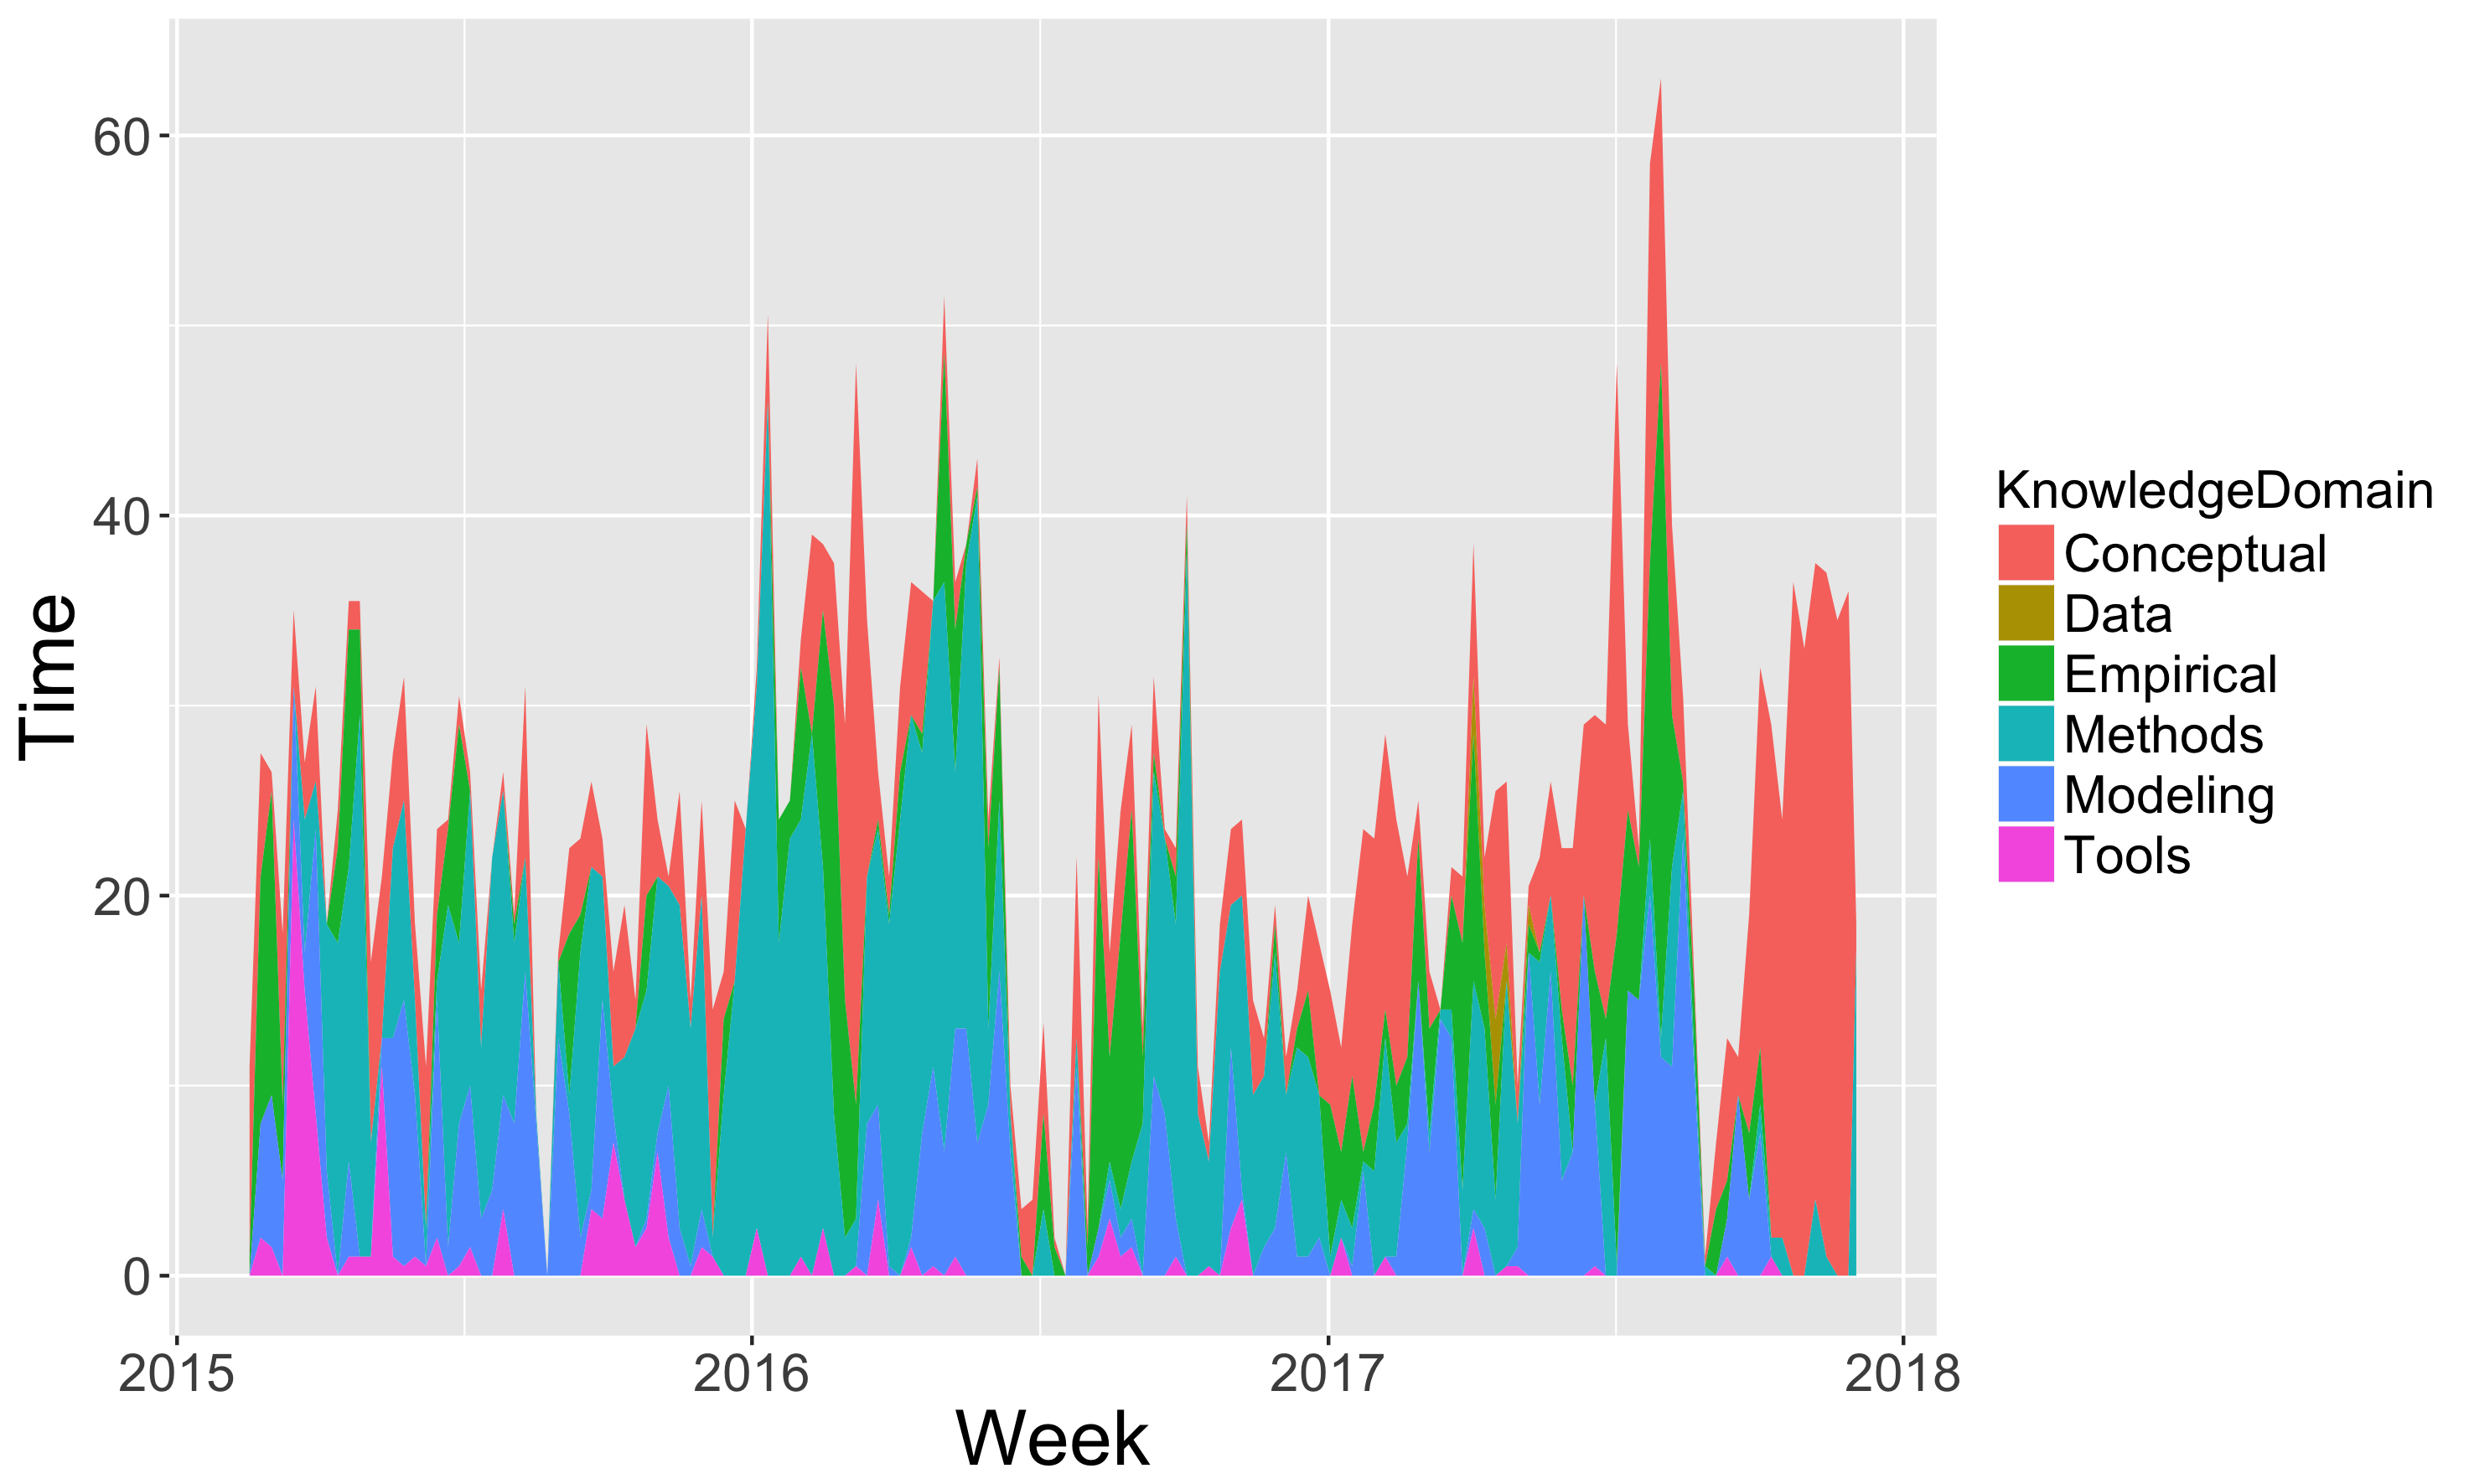 60
40
20
0
Time
2015
2016
2017
2018
Week
KnowledgeDomain
Conceptual
Data
Empirical
Methods
Modeling
Tools